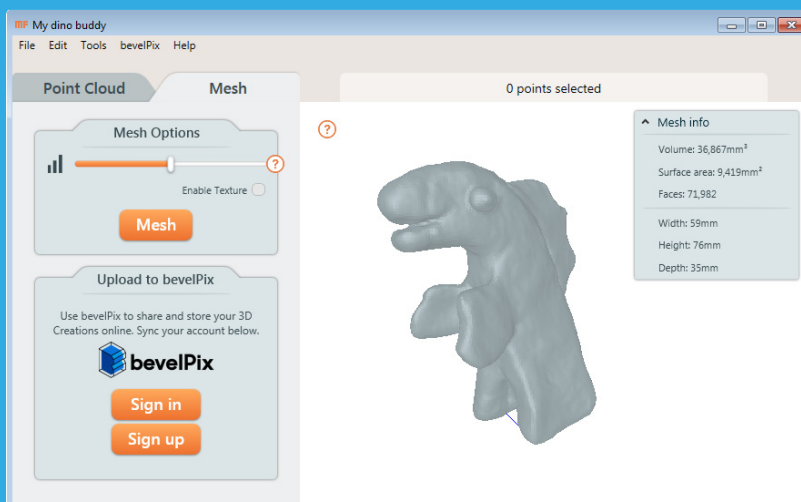 MF My dino buddy
File Edit Tools bevelPix Help
Point Cloud Mesh
0 points selected
Mesh Options
?
Enable Texture
Mesh
Upload to bevelPix
Use bevelPix to share and store your 3D
Creations online. Sync your account below.
bevelPix
Sign in
Sign up
?
Mesh info
Volume: 36,867mm³
Surface area: 9,419mm²
Faces: 71,982
Width: 59mm
Height: 76mm
Depth: 35mm